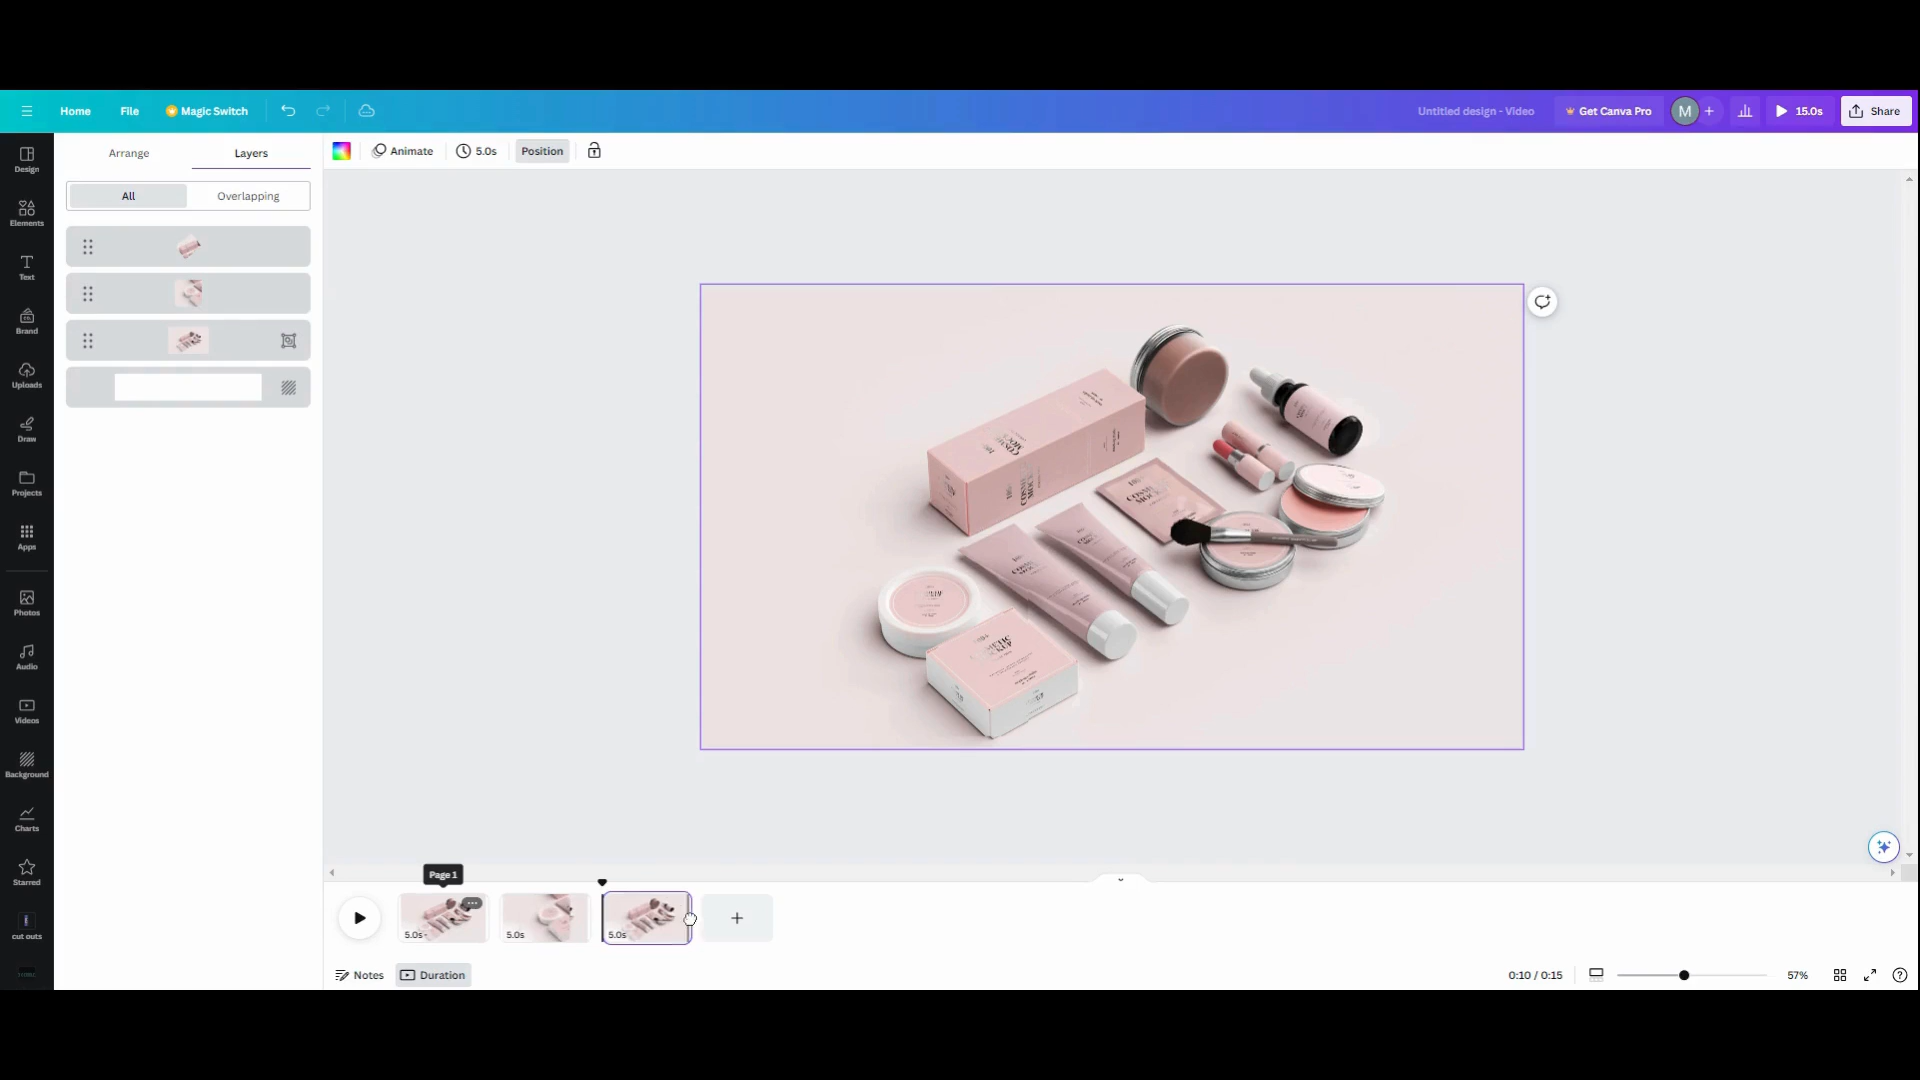 Home File Magic Switch
Untitled design - Video
Get Canva Pro
M
15.0s
Share
Design
Elements
Text
Brand
Uploads
Draw
Projects
Apps
Photos
Audio
Videos
Background
Charts
Starred
cut outs
Arrange Layers
All Overlapping
Animate 5.0s Position
COSMETIC
MOCKUP
Page 1
5.0s
5.0s
5.0s
Notes Duration
0:10 / 0:15
57%